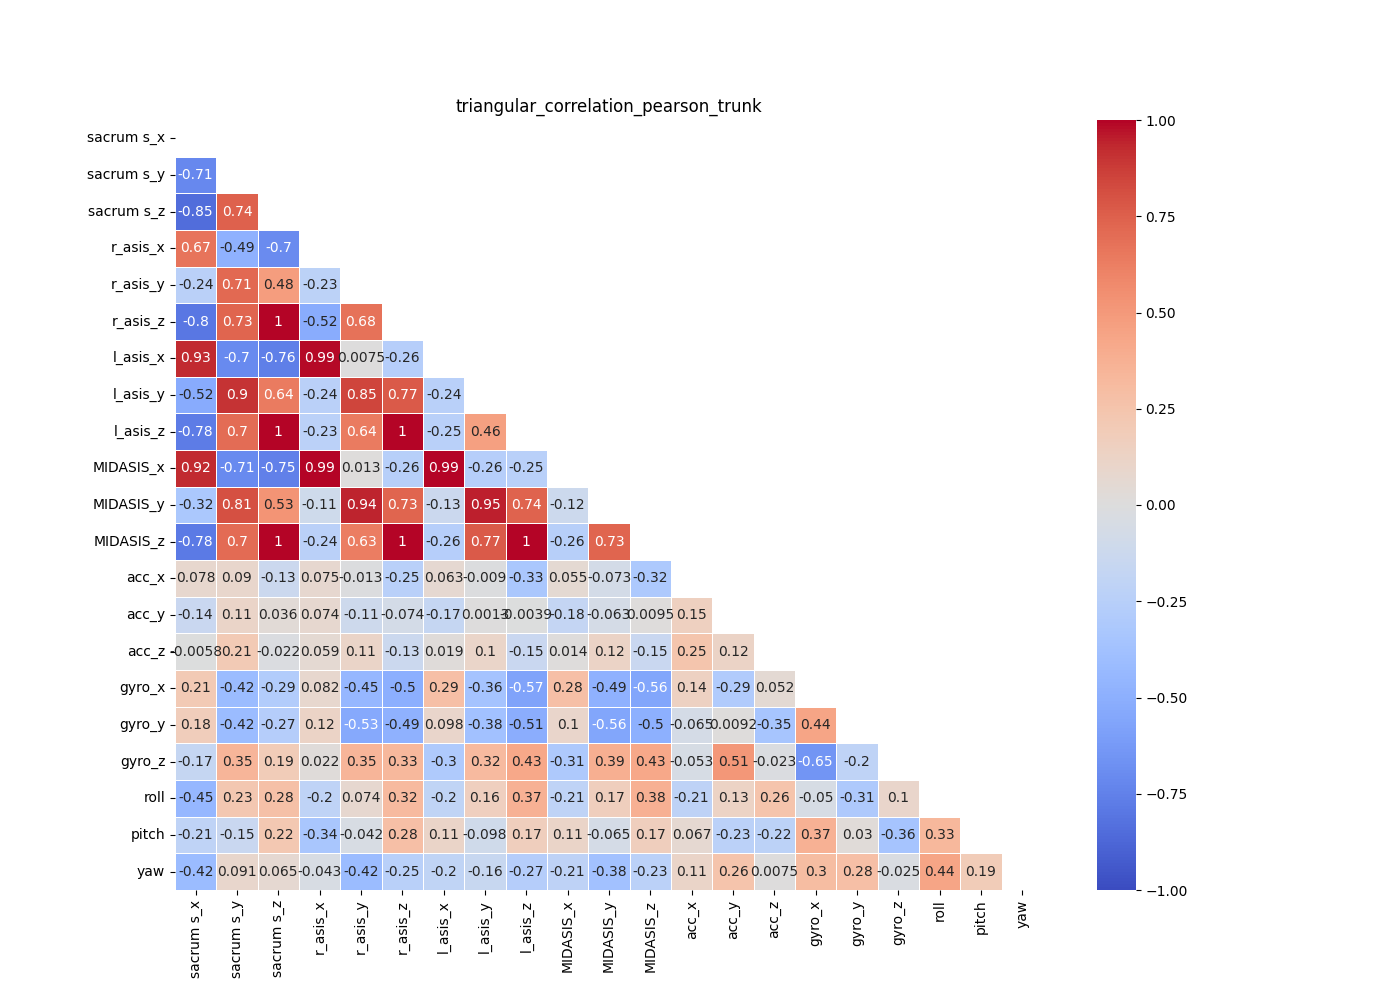 triangular_correlation_pearson_trunk
sacrum s_x
sacrum s_y -0.71
sacrum s_z -0.85 0.74
r_asis_x 0.67 -0.49 -0.7
r_asis_y -0.24 0.71 0.48 -0.23
r_asis_z -0.8 0.73 1 -0.52 0.68
l_asis_x 0.93 -0.7 -0.76 0.99 0.0075 -0.26
l_asis_y -0.52 0.9 0.64 -0.24 0.85 0.77 -0.24
l_asis_z -0.78 0.7 1 -0.23 0.64 1 -0.25 0.46
MIDASIS_x 0.92 -0.71 -0.75 0.99 0.013 -0.26 0.99 -0.26 -0.25
MIDASIS_y -0.32 0.81 0.53 -0.11 0.94 0.73 -0.13 0.95 0.74 -0.12
MIDASIS_z -0.78 0.7 1 -0.24 0.63 1 -0.26 0.77 1 -0.26 0.73
acc_x 0.078 0.09 -0.13 0.075 -0.013 -0.25 0.063 -0.009 -0.33 0.055 -0.073 -0.32
acc_y -0.14 0.11 0.036 0.074 -0.11 -0.074 -0.17 0.0013 0.0039 -0.18 -0.063 0.0095 0.15
acc_z -0.0058 0.21 -0.022 0.059 0.11 -0.13 0.019 0.1 -0.15 0.014 0.12 -0.15 0.25 0.12
gyro_x 0.21 -0.42 -0.29 0.082 -0.45 -0.5 0.29 -0.36 -0.57 0.28 -0.49 -0.56 0.14 -0.29 0.052
gyro_y 0.18 -0.42 -0.27 0.12 -0.53 -0.49 0.098 -0.38 -0.51 0.1 -0.56 -0.5 -0.065 0.0092 -0.35 0.44
gyro_z -0.17 0.35 0.19 0.022 0.35 0.33 -0.3 0.32 0.43 -0.31 0.39 0.43 -0.053 0.51 -0.023 -0.65 -0.2
roll -0.45 0.23 0.28 -0.2 0.074 0.32 -0.2 0.16 0.37 -0.21 0.17 0.38 -0.21 0.13 0.26 -0.05 -0.31 0.1
pitch -0.21 -0.15 0.22 -0.34 -0.042 0.28 0.11 -0.098 0.17 0.11 -0.065 0.17 0.067 -0.23 -0.22 0.37 0.03 -0.36 0.33
yaw -0.42 0.091 0.065 -0.043 -0.42 -0.25 -0.2 -0.16 -0.27 -0.21 -0.38 -0.23 0.11 0.26 0.0075 0.3 0.28 -0.025 0.44 0.19
sacrum s_x
sacrum s_y
sacrum s_z
r_asis_x
r_asis_y
r_asis_z
l_asis_x
l_asis_y
l_asis_z
MIDASIS_x
MIDASIS_y
MIDASIS_z
acc_x
acc_y
acc_z
gyro_x
gyro_y
gyro_z
roll
pitch
yaw
1.00
0.75
0.50
0.25
0.00
−0.25
−0.50
−0.75
−1.00